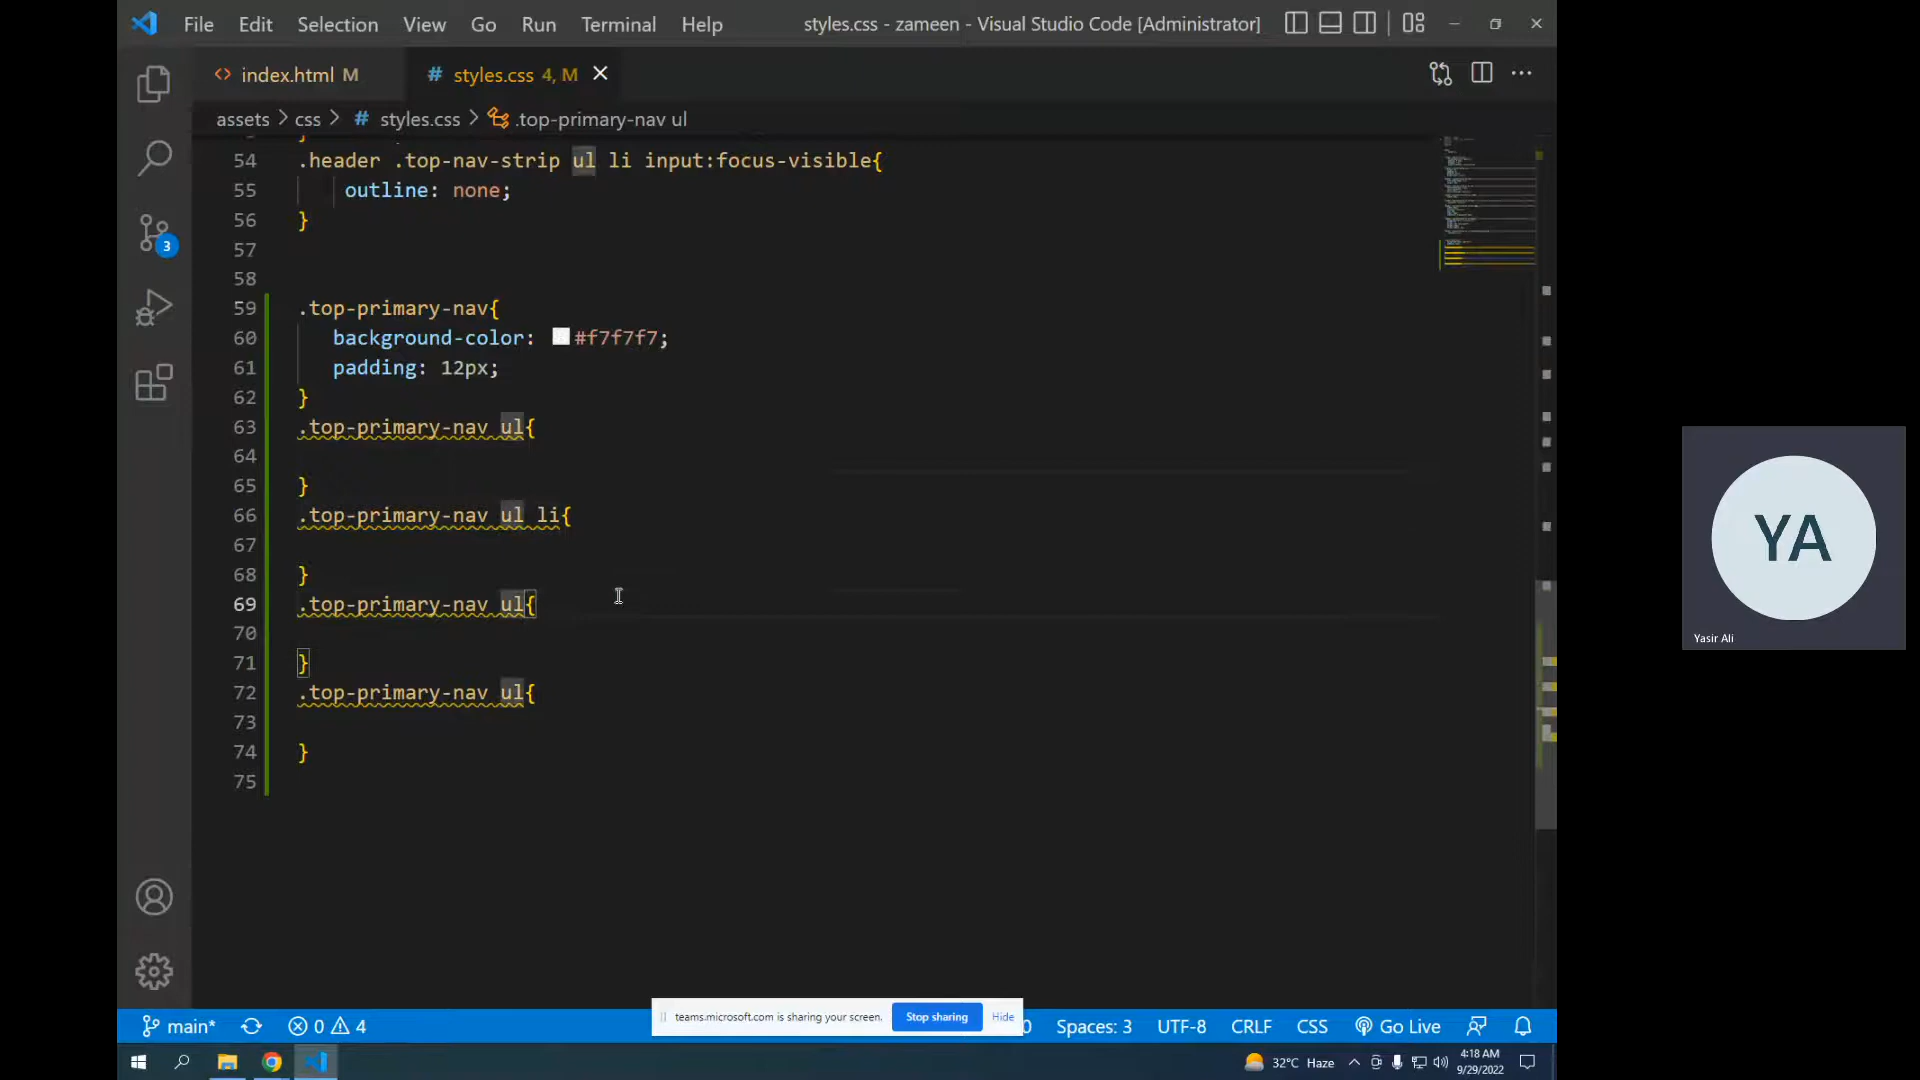 File Edit Selection View Go Run Terminal Help styles.css - zameen - Visual Studio Code [Administrator]
index.html M styles.css 4, M
assets > css > # styles.css > .top-primary-nav ul
54 .header .top-nav-strip ul li input:focus-visible{
55 outline: none;
56 }
57
58
59 .top-primary-nav{
60 background-color: #f7f7f7;
61 padding: 12px;
62 }
63 .top-primary-nav ul{
64
65 }
66 .top-primary-nav ul li{
67
68 }
69 .top-primary-nav ul{
70
71 }
72 .top-primary-nav ul{
73
74 }
75
3
YA
Yasir Ali
teams.microsoft.com is sharing your screen. Stop sharing Hide
main* 0 4 0 Spaces: 3 UTF-8 CRLF CSS Go Live
32°C Haze 4:18 AM
9/29/2022